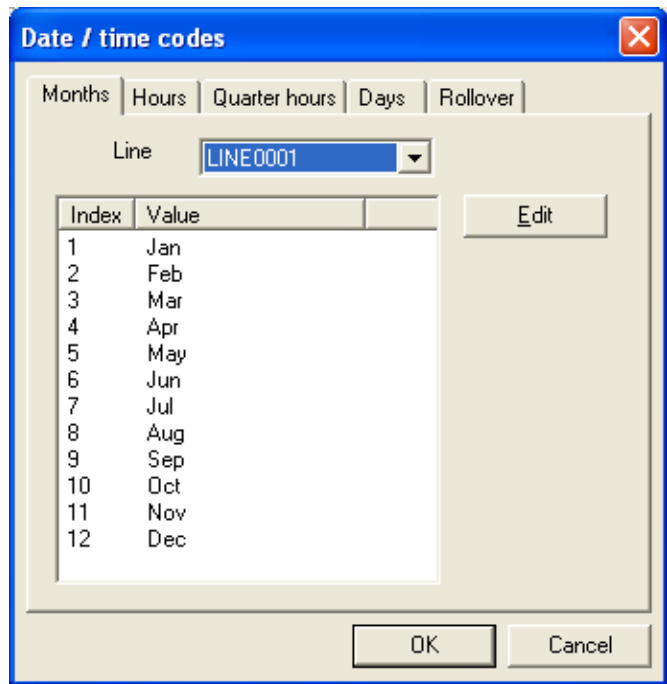 Date / time codes
Months Hours Quarter hours Days Rollover
Line LINE0001
Index Value
Edit
1 Jan
2 Feb
3 Mar
4 Apr
5 May
6 Jun
7 Jul
8 Aug
9 Sep
10 Oct
11 Nov
12 Dec
OK Cancel